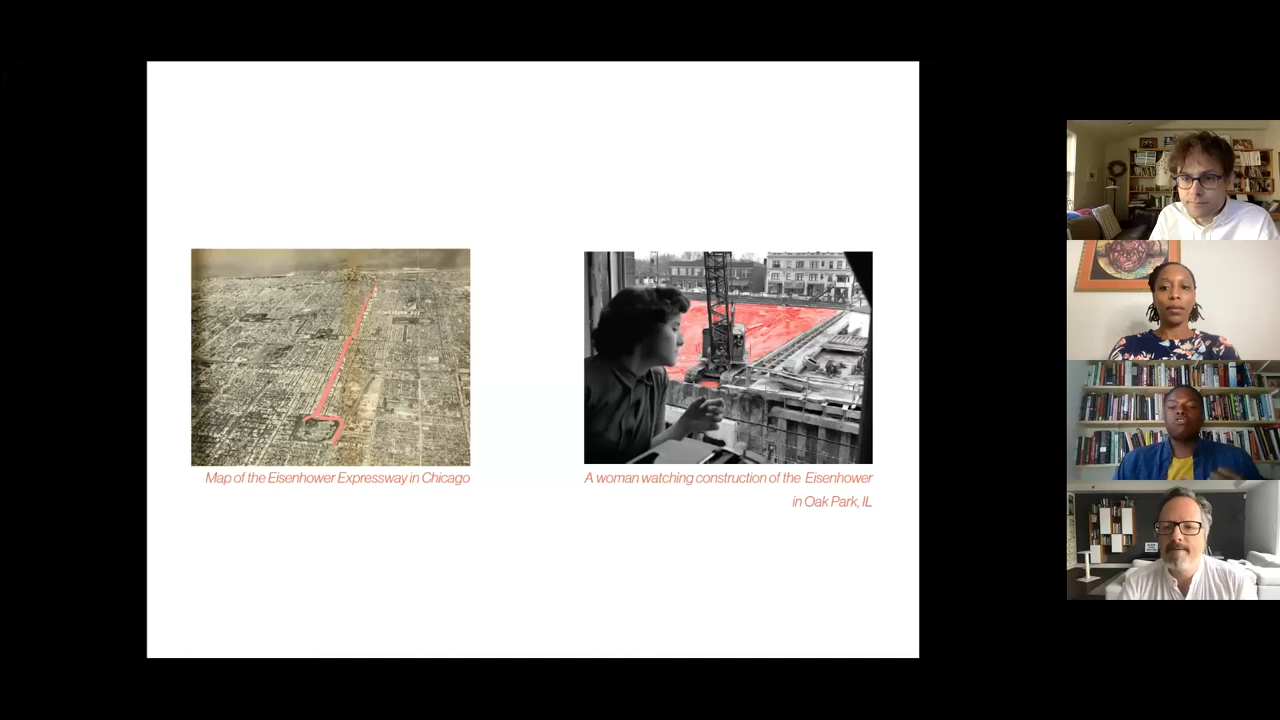 Map of the Eisenhower Expressway in Chicago
A woman watching construction of the Eisenhower
in Oak Park, IL